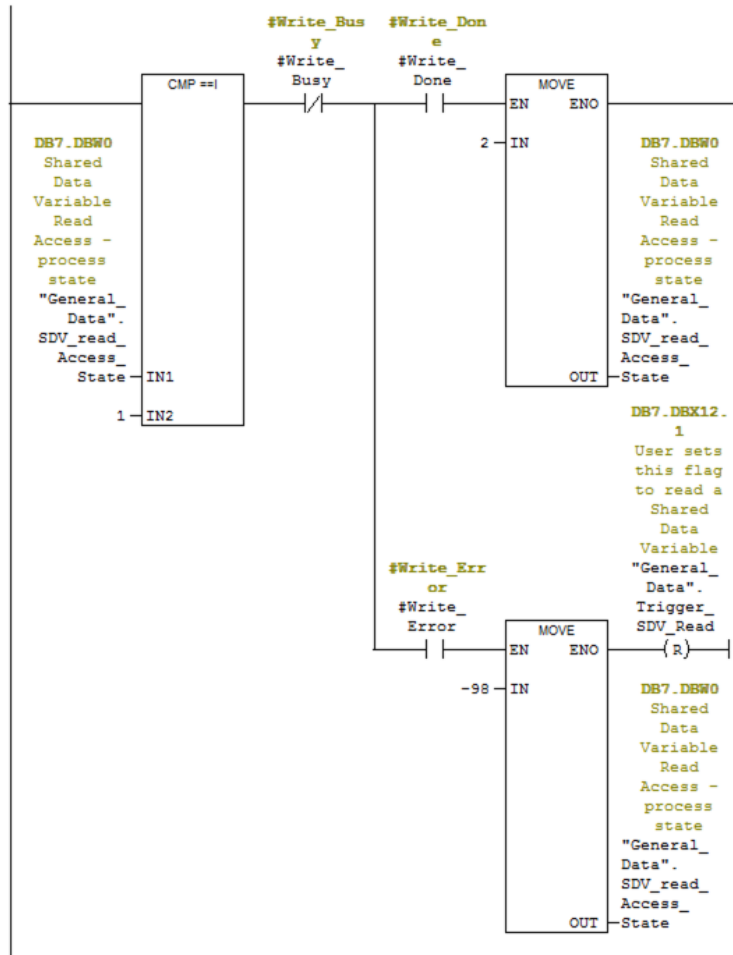 #Write_Bus
y
#Write_
Busy
#Write_Don
e
#Write_
Done
CMP ==I
MOVE
EN ENO
2 IN
DB7.DBW0
Shared
Data
Variable
Read
Access -
process
state
"General_
Data".
SDV_read_
Access_
State IN1
1 IN2
DB7.DBW0
Shared
Data
Variable
Read
Access -
process
state
"General_
Data".
SDV_read_
Access_
OUT State
DB7.DBX12.
1
User sets
this flag
to read a
Shared
Data
Variable
"General_
Data".
Trigger_
SDV_Read
#Write_Err
or
#Write_
Error
MOVE
EN ENO
(R)
-98 IN
DB7.DBW0
Shared
Data
Variable
Read
Access -
process
state
"General_
Data".
SDV_read_
Access_
OUT State